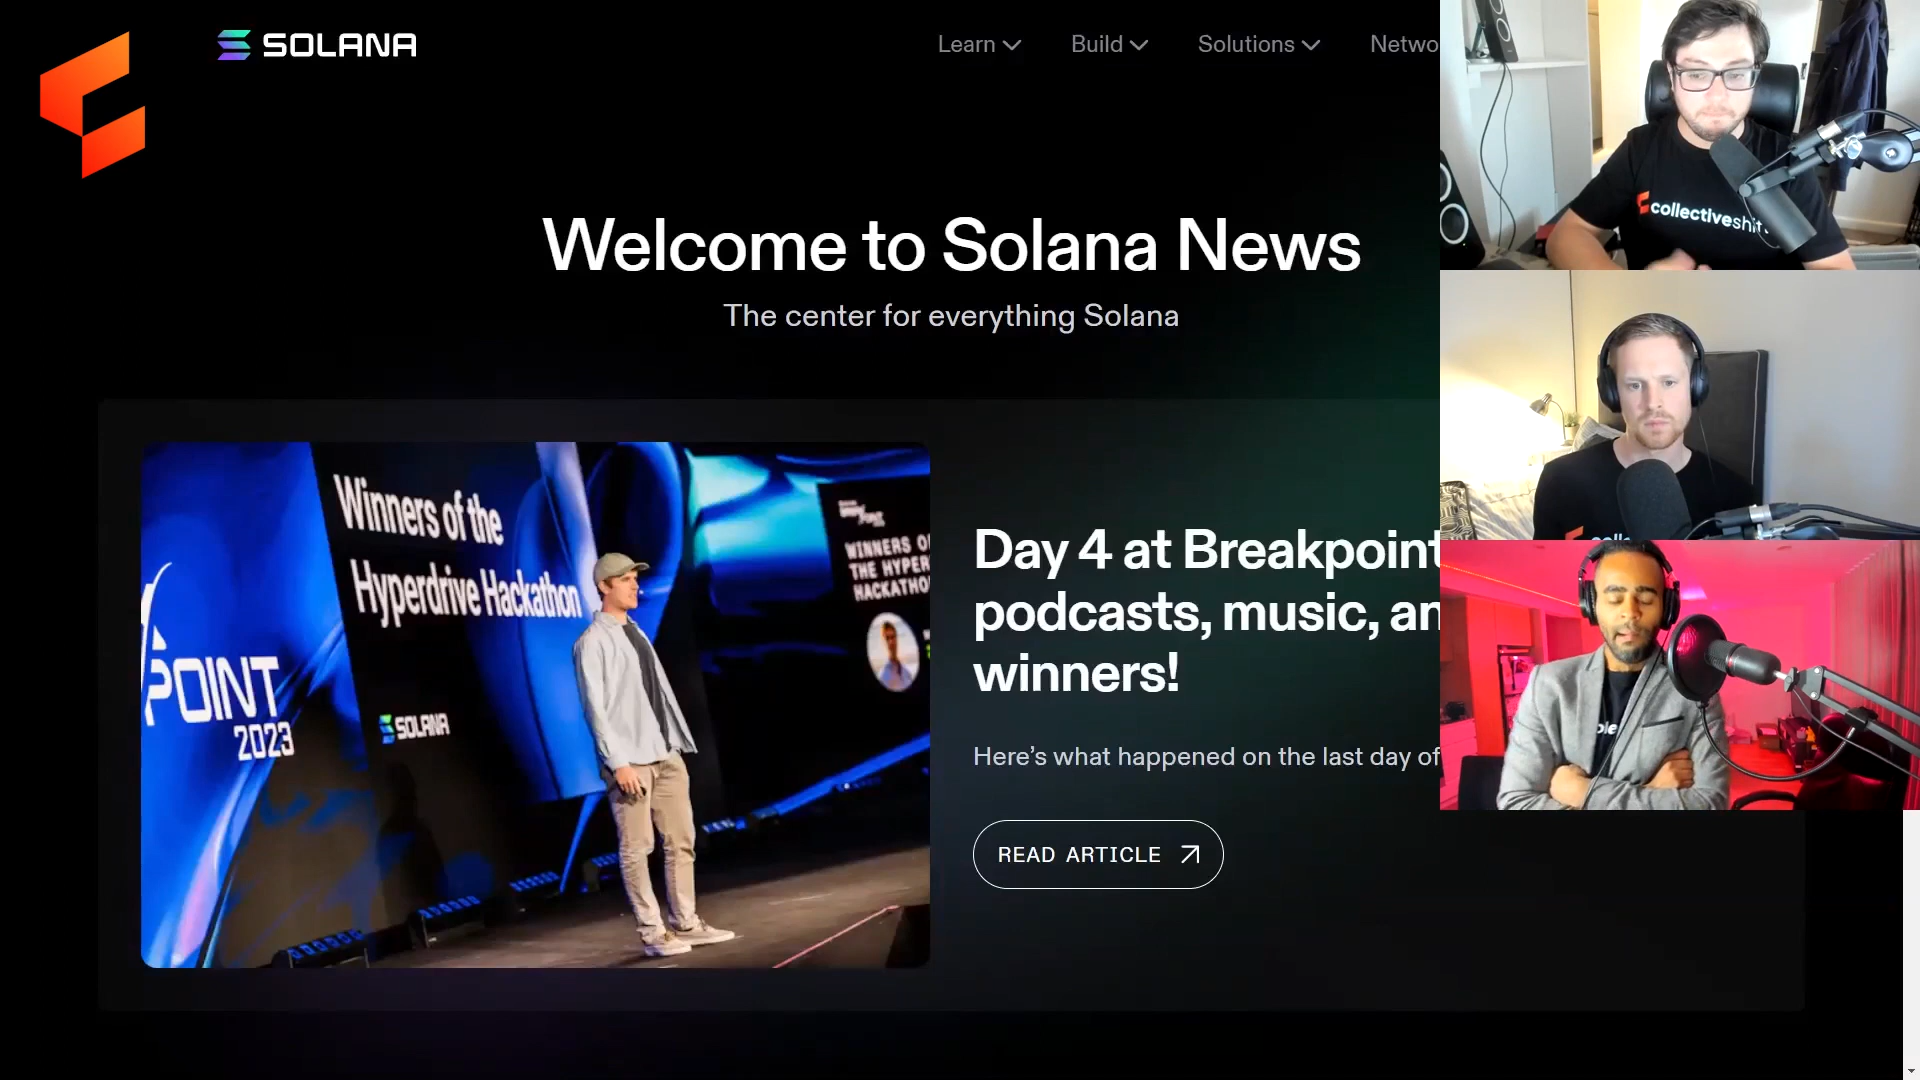 SOLANA
Learn
Build
Solutions
Netwo
Welcome to Solana News
The center for everything Solana
Winners of the
Hyperdrive Hackathon
POINT
2023
SOLANA
WINNERS O
THE HYPER
HACKATHO
Day 4 at Breakpoint
podcasts, music, an
winners!
Here's what happened on the last day of
READ ARTICLE
collectiveshift